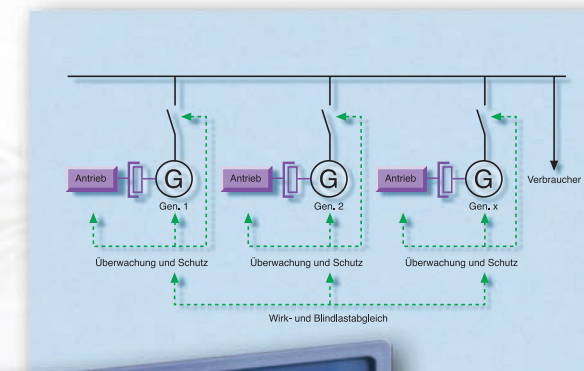 Antrieb G Antrieb G Antrieb G Verbraucher
Gen. 1 Gen. 2 Gen. x
Überwachung und Schutz Überwachung und Schutz Überwachung und Schutz
Wirk- und Blindlastabgleich